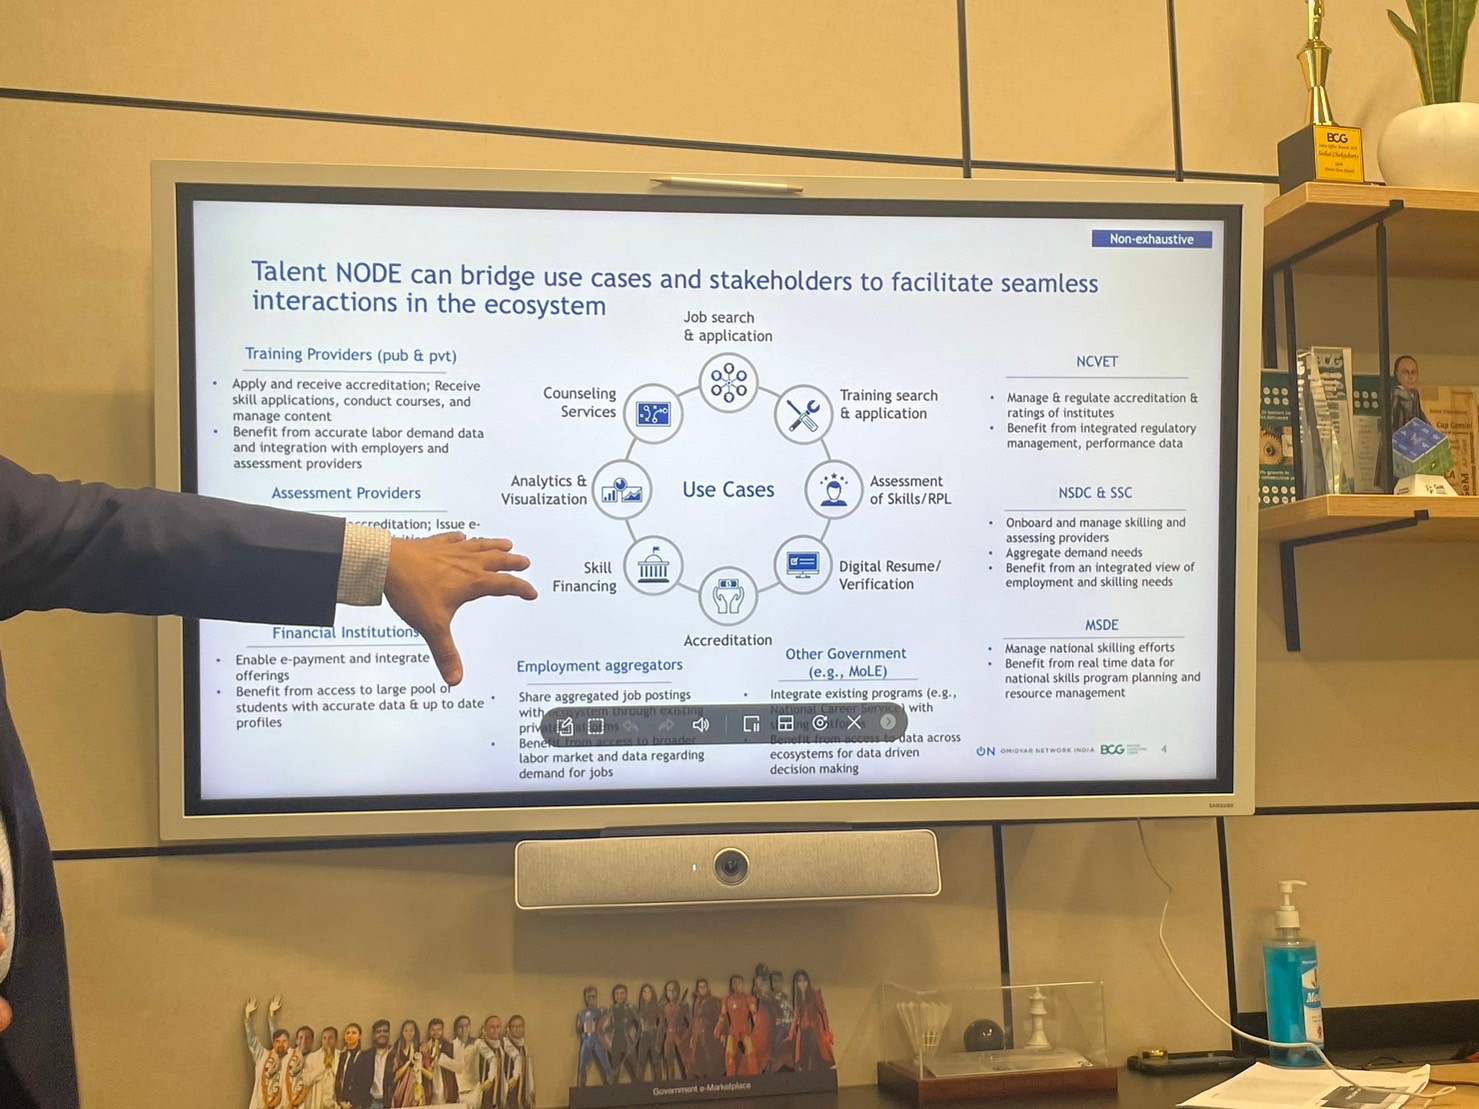 Non-exhaustive
Talent NODE can bridge use cases and stakeholders to facilitate seamless
interactions in the ecosystem
Training Providers (pub & pvt)
• Apply and receive accreditation; Receive
skill applications, conduct courses, and
manage content
• Benefit from accurate labor demand data
and integration with employers and
assessment providers
Assessment Providers
accreditation; Issue e-
Financial Institutions
• Enable e-payment and integrate
offerings
• Benefit from access to large pool of
students with accurate data & up to date
profiles
Job search
& application
Training search
& application
Assessment
of Skills/RPL
Digital Resume/
Verification
Accreditation
Skill
Financing
Analytics &
Visualization
Counseling
Services
Use Cases
Employment aggregators
• Share aggregated job postings
with ecosystem through existing
• Benefit from access to broader
labor market and data regarding
demand for jobs
Other Government
(e.g., MoLE)
• Integrate existing programs (e.g.,
National Career Service) with
• Benefit from access to data across
ecosystems for data driven
decision making
NCVET
• Manage & regulate accreditation &
ratings of institutes
• Benefit from integrated regulatory
management, performance data
NSDC & SSC
• Onboard and manage skilling and
assessing providers
• Aggregate demand needs
• Benefit from an integrated view of
employment and skilling needs
MSDE
• Manage national skilling efforts
• Benefit from real time data for
national skills program planning and
resource management
ON OMIDYAR NETWORK INDIA BCG 4
SAMSUNG
BCG
Government e-Marketplace
Cap Gemini